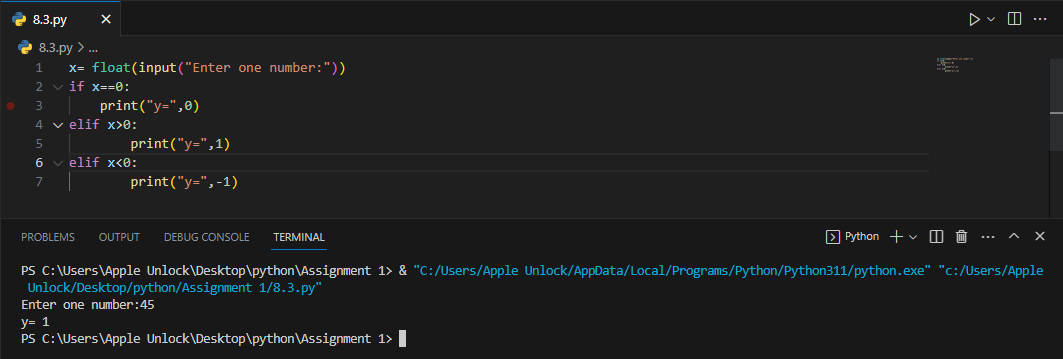 8.3.py
8.3.py > ...
1 x= float(input("Enter one number:"))
2 if x==0:
3 print("y=",0)
4 elif x>0:
5 print("y=",1)
6 elif x<0:
7 print("y=",-1)
PROBLEMS OUTPUT DEBUG CONSOLE TERMINAL Python
PS C:\Users\Apple Unlock\Desktop\python\Assignment 1> & "C:/Users/Apple Unlock/AppData/Local/Programs/Python/Python311/python.exe" "c:/Users/Apple
Unlock/Desktop/python/Assignment 1/8.3.py"
Enter one number:45
y= 1
PS C:\Users\Apple Unlock\Desktop\python\Assignment 1>